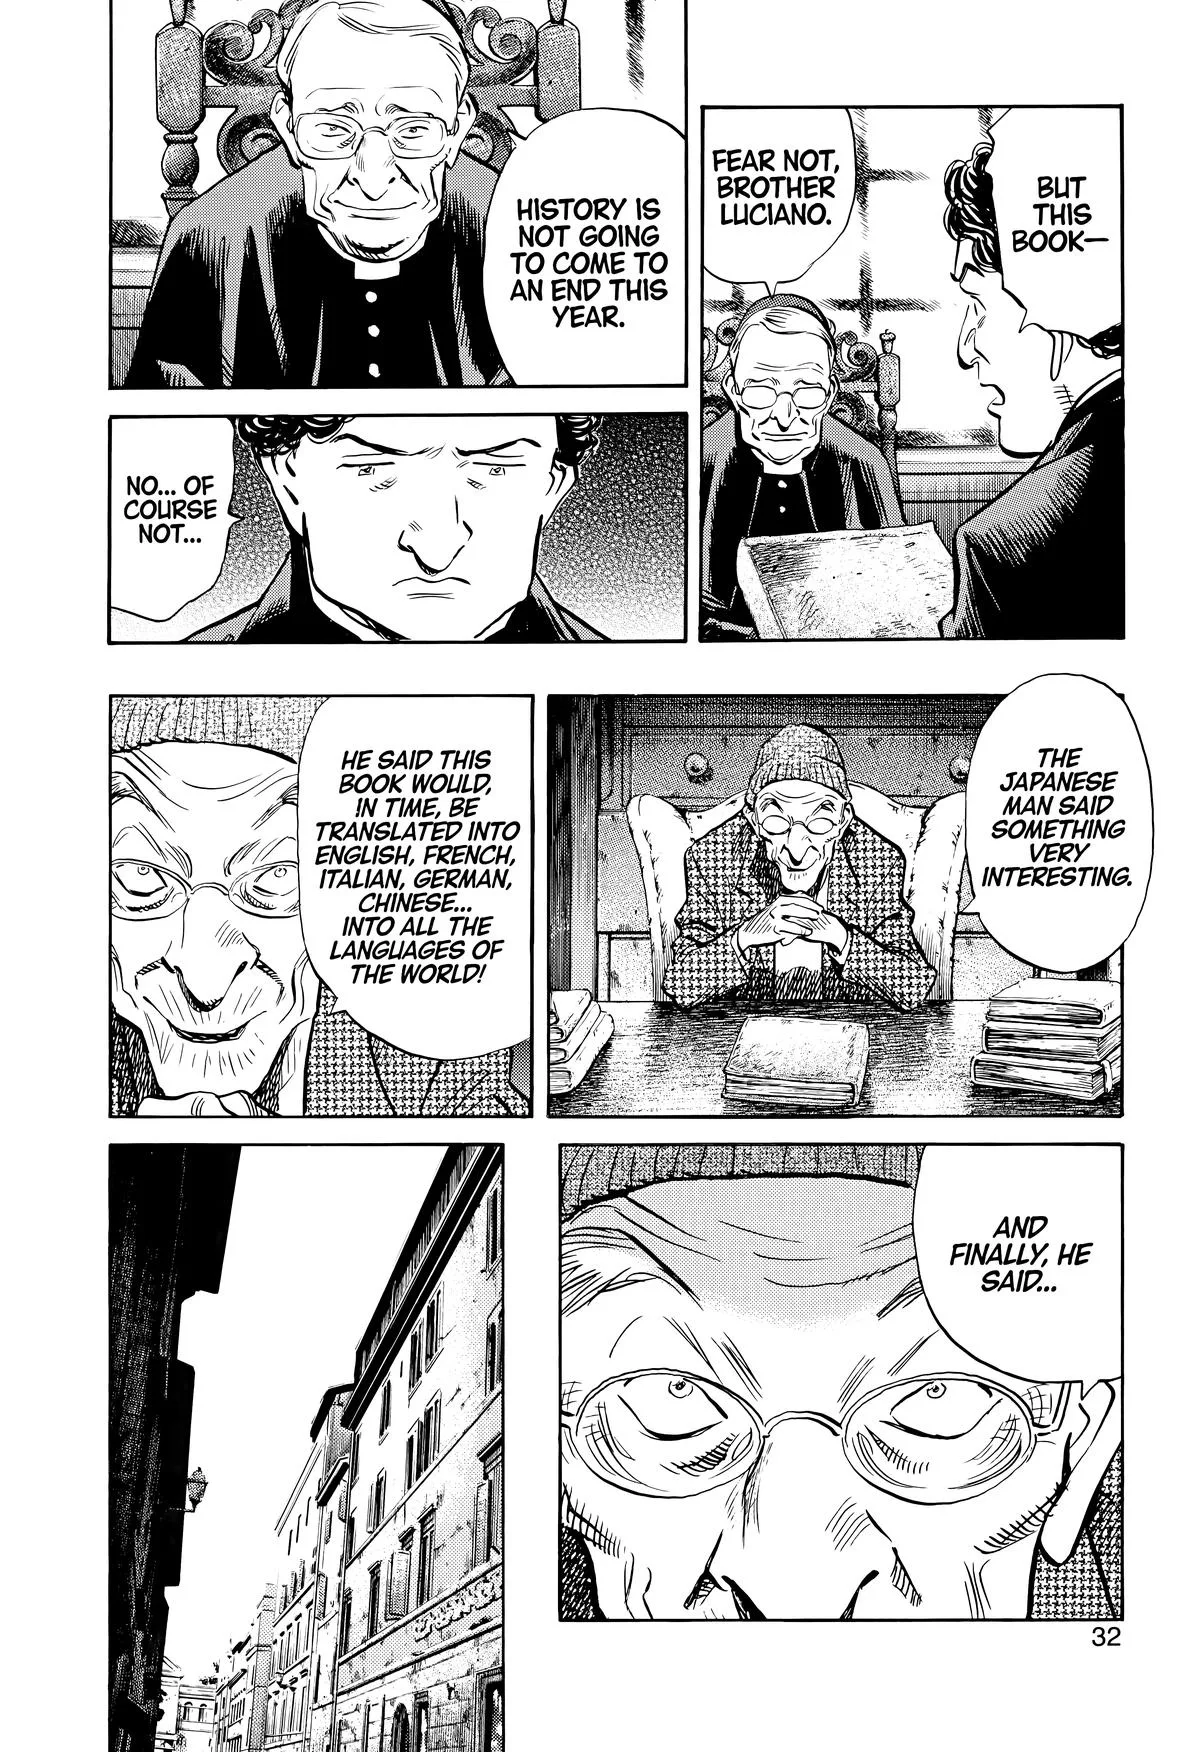 BUT
THIS
BOOK—
FEAR NOT,
BROTHER
LUCIANO.
HISTORY IS
NOT GOING
TO COME TO
AN END THIS
YEAR.
NO... OF
COURSE
NOT...
THE
JAPANESE
MAN SAID
SOMETHING
VERY
INTERESTING.
HE SAID THIS
BOOK WOULD,
IN TIME, BE
TRANSLATED INTO
ENGLISH, FRENCH,
ITALIAN, GERMAN,
CHINESE...
INTO ALL THE
LANGUAGES OF
THE WORLD!
AND
FINALLY, HE
SAID...
32